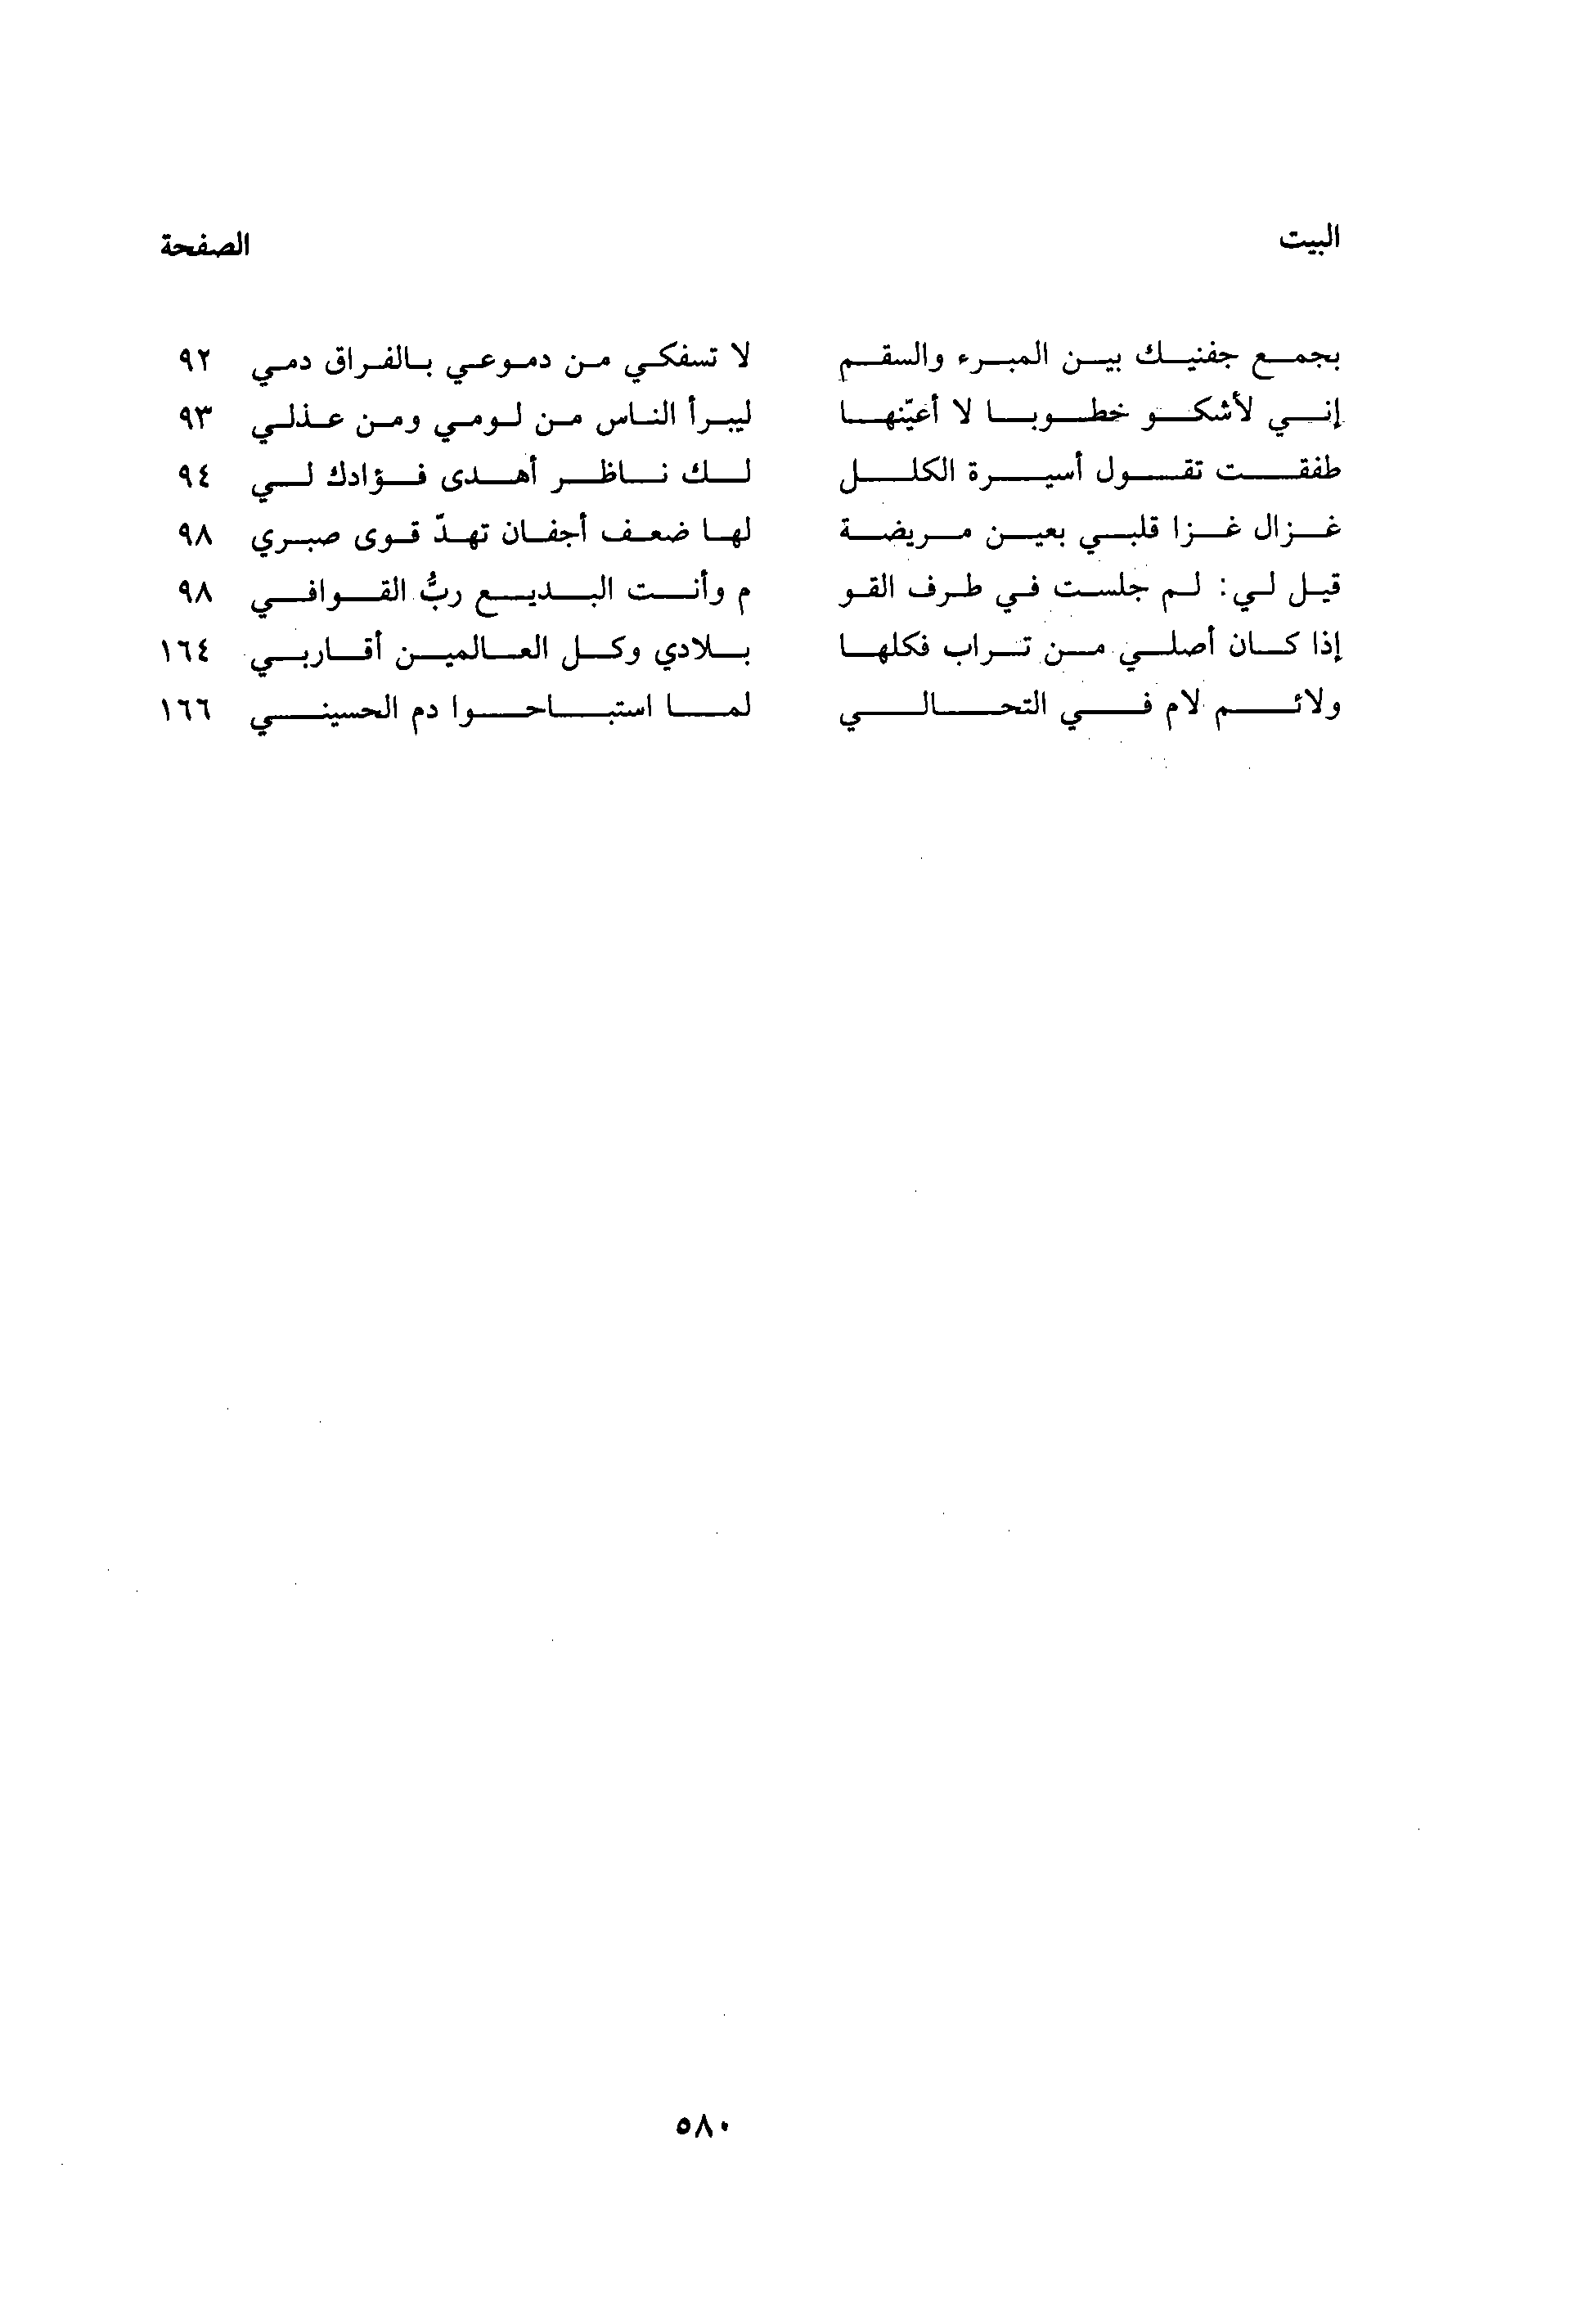 البيت الصفحة
بجمع جفنيك بين المبرء والسقم لا تسفكي من دموعي بالفراق دمي ٩٢
إني لأشكو خطوبا لا أعيّنها ليبرأ الناس من لومي ومن عذلي ٩٣
طفقت تقول أسيرة الكلل لك ناظر أهدى فؤادك لي ٩٤
غزال غزا قلبي بعين مريضة لها ضعف أجفان تهدّ قوى صبري ٩٨
قيل لي: لم جلست في طرف القو م وأنت البديع ربُّ القوافي ٩٨
إذا كان أصلي من تراب فكلها بلادي وكل العالمين أقاربي ١٦٤
ولائم لام في التحالي لما استباحوا دم الحسيني ١٦٦
٥٨٠